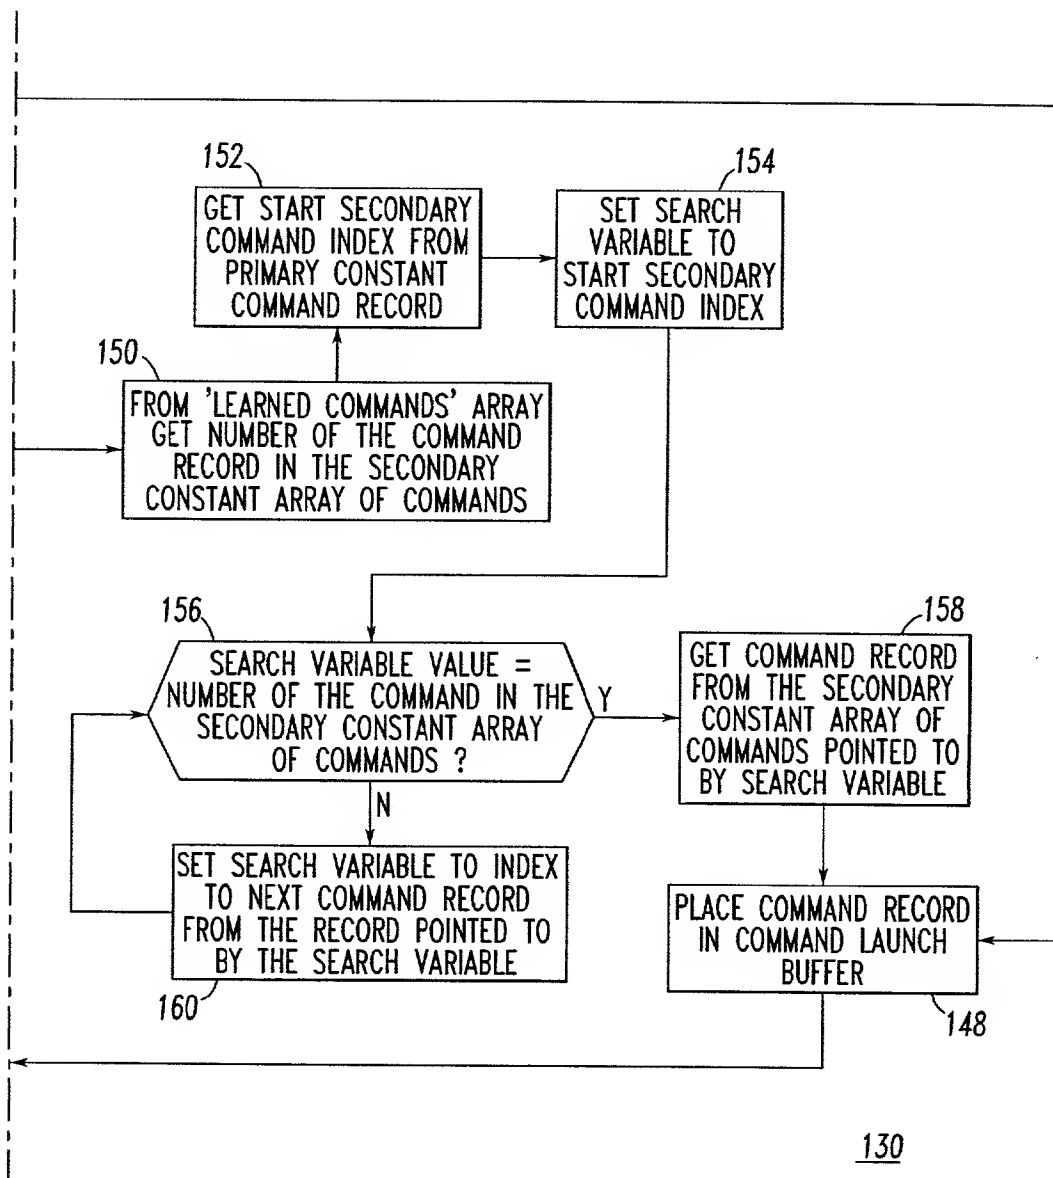 152
GET START SECONDARY
COMMAND INDEX FROM
PRIMARY CONSTANT
COMMAND RECORD
154
SET SEARCH
VARIABLE TO
START SECONDARY
COMMAND INDEX
150
FROM 'LEARNED COMMANDS' ARRAY
GET NUMBER OF THE COMMAND
RECORD IN THE SECONDARY
CONSTANT ARRAY OF COMMANDS
156
SEARCH VARIABLE VALUE =
NUMBER OF THE COMMAND IN THE
SECONDARY CONSTANT ARRAY
OF COMMANDS ?
Y
N
158
GET COMMAND RECORD
FROM THE SECONDARY
CONSTANT ARRAY OF
COMMANDS POINTED TO
BY SEARCH VARIABLE
SET SEARCH VARIABLE TO INDEX
TO NEXT COMMAND RECORD
FROM THE RECORD POINTED TO
BY THE SEARCH VARIABLE
160
PLACE COMMAND RECORD
IN COMMAND LAUNCH
BUFFER
148
130